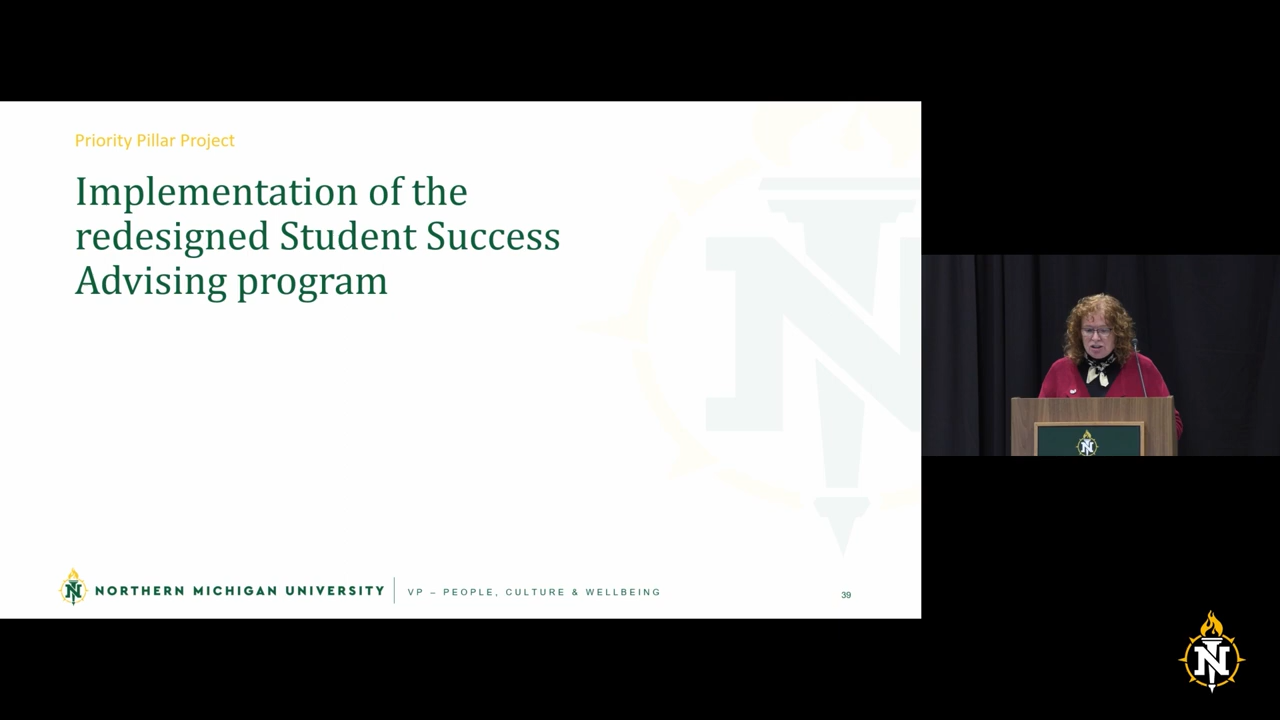 Priority Pillar Project
Implementation of the
redesigned Student Success
Advising program
NORTHERN MICHIGAN UNIVERSITY
VP – PEOPLE, CULTURE & WELLBEING
39
N
N
N
N